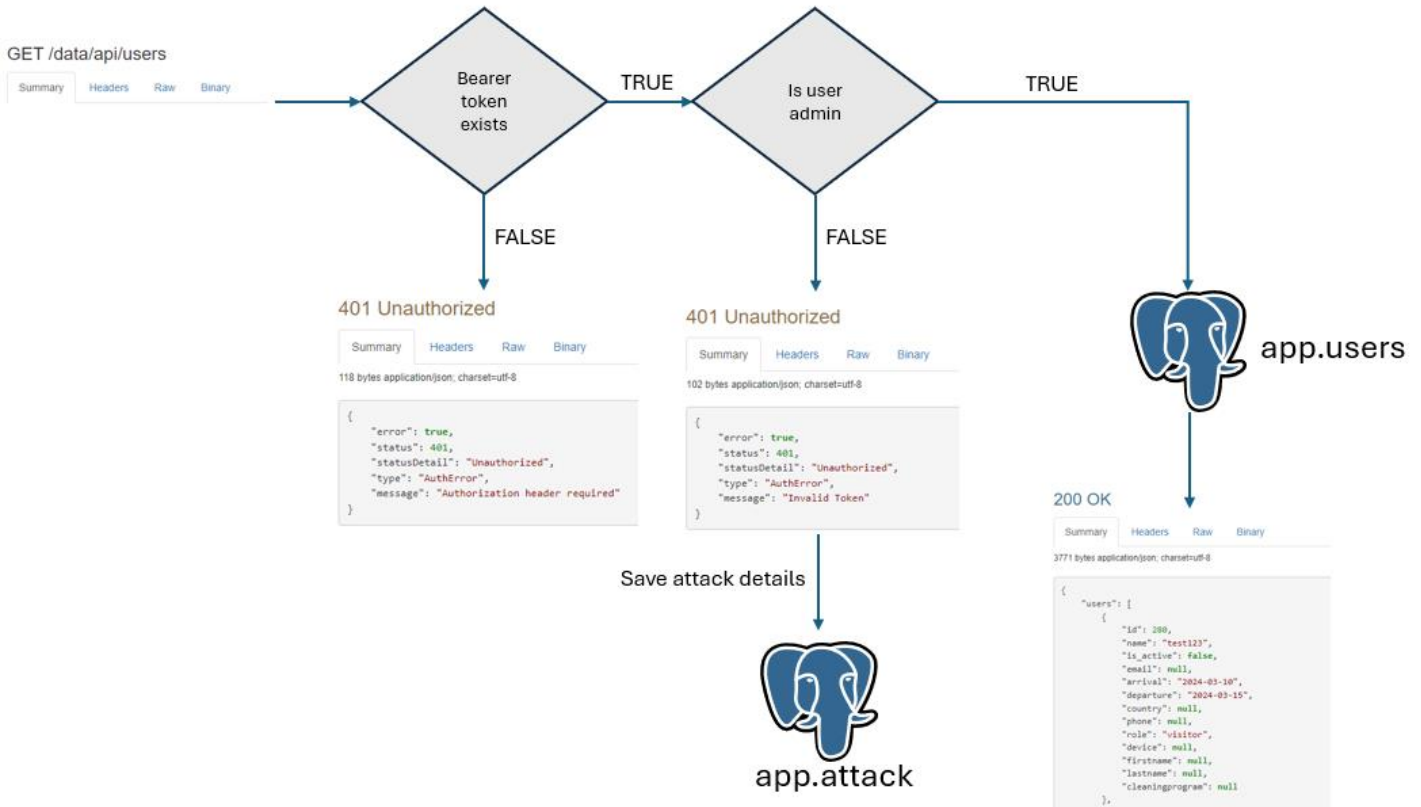 GET /data/api/users
Summary Headers Raw Binary
Bearer
token
exists
TRUE
Is user
admin
TRUE
FALSE
FALSE
401 Unauthorized
Summary Headers Raw Binary
118 bytes application/json; charset=utf-8
{
"error": true,
"status": 401,
"statusDetail": "Unauthorized",
"type": "AuthError",
"message": "Authorization header required"
}
401 Unauthorized
Summary Headers Raw Binary
102 bytes application/json; charset=utf-8
{
"error": true,
"status": 401,
"statusDetail": "Unauthorized",
"type": "AuthError",
"message": "Invalid Token"
}
Save attack details
app.attack
app.users
200 OK
Summary Headers Raw Binary
3771 bytes application/json; charset=utf-8
{
"users": [
{
"id": 280,
"name": "test123",
"is_active": false,
"email": null,
"arrival": "2024-03-10",
"departure": "2024-03-15",
"country": null,
"phone": null,
"role": "visitor",
"device": null,
"firstname": null,
"lastname": null,
"cleaningprogram": null
},